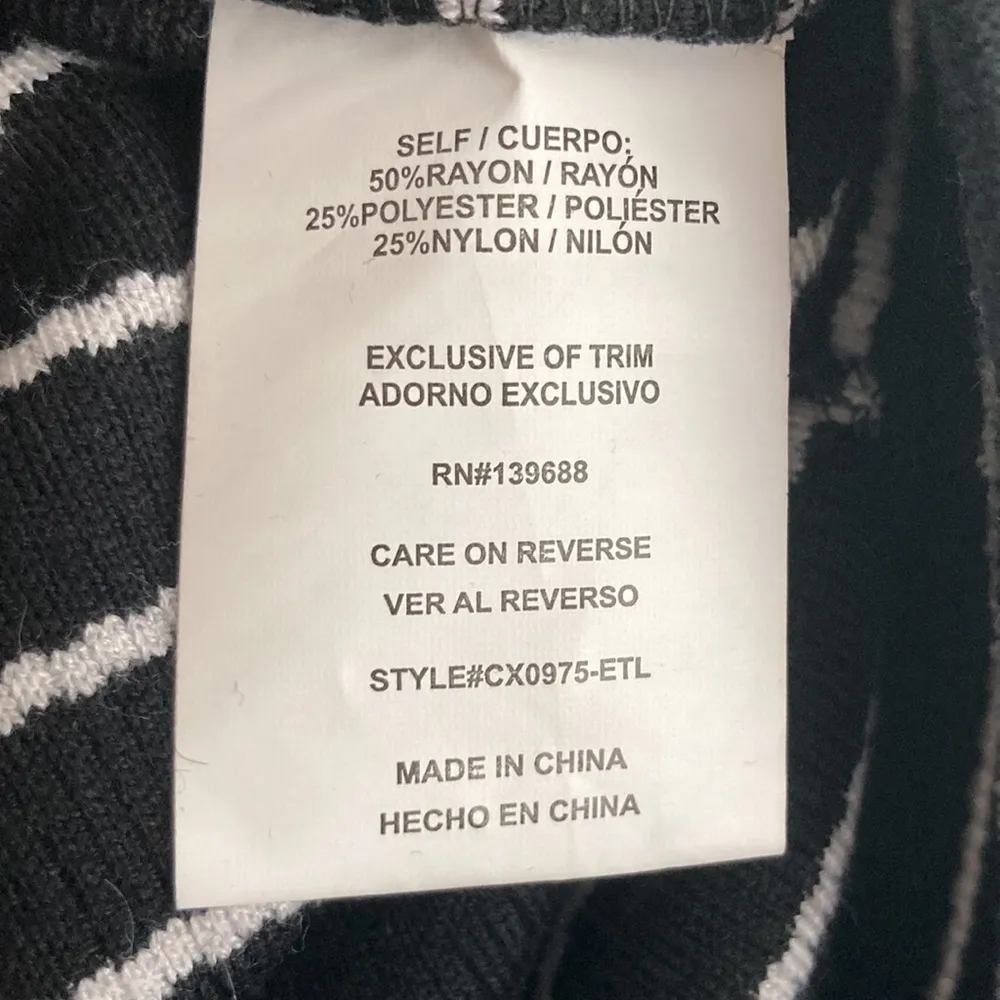 SELF / CUERPO:
50%RAYON / RAYÓN
25%POLYESTER / POLIÉSTER
25%NYLON / NILÓN
EXCLUSIVE OF TRIM
ADORNO EXCLUSIVO
RN#139688
CARE ON REVERSE
VER AL REVERSO
STYLE#CX0975-ETL
MADE IN CHINA
HECHO EN CHINA